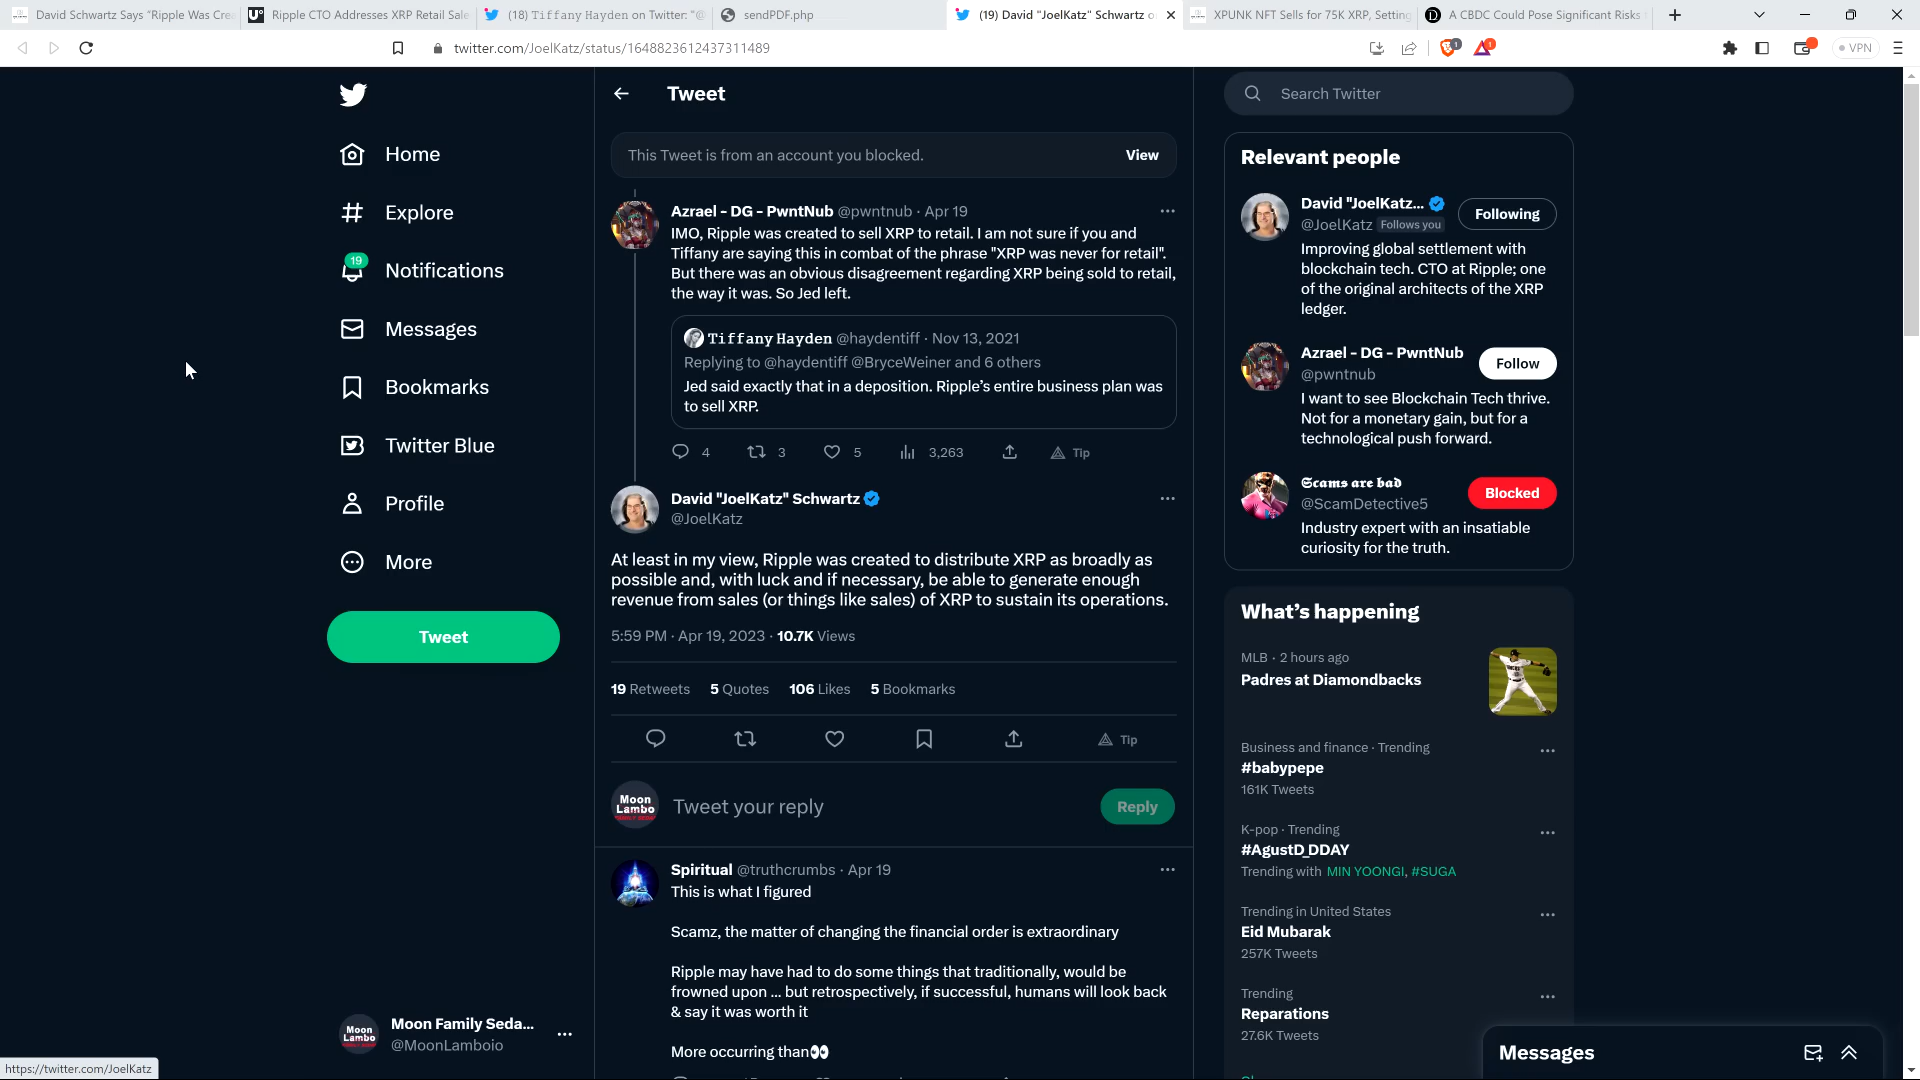 David Schwartz Says "Ripple Was Cre
Ripple CTO Addresses XRP Retail Sale
(18) Tiffany Hayden on Twitter: "@
sendPDF.php
(19) David "JoelKatz" Schwartz o
XPUNK NFT Sells for 75K XRP, Setting
A CBDC Could Pose Significant Risks
twitter.com/JoelKatz/status/1648823612437311489
1
1
VPN
Home
Explore
19
Notifications
Messages
Bookmarks
Twitter Blue
Profile
More
Tweet
Moon Lambo
Moon Family Seda...
@MoonLamboio
https://twitter.com/JoelKatz
Tweet
This Tweet is from an account you blocked.
View
Azrael - DG - PwntNub @pwntnub · Apr 19
IMO, Ripple was created to sell XRP to retail. I am not sure if you and
Tiffany are saying this in combat of the phrase "XRP was never for retail".
But there was an obvious disagreement regarding XRP being sold to retail,
the way it was. So Jed left.
Tiffany Hayden @haydentiff · Nov 13, 2021
Replying to @haydentiff @BryceWeiner and 6 others
Jed said exactly that in a deposition. Ripple’s entire business plan was
to sell XRP.
4 3 5 3,263 Tip
David "JoelKatz" Schwartz
@JoelKatz
At least in my view, Ripple was created to distribute XRP as broadly as
possible and, with luck and if necessary, be able to generate enough
revenue from sales (or things like sales) of XRP to sustain its operations.
5:59 PM · Apr 19, 2023 · 10.7K Views
19 Retweets 5 Quotes 106 Likes 5 Bookmarks
Tip
Moon
Lambo
Tweet your reply
Reply
Spiritual @truthcrumbs · Apr 19
This is what I figured
Scamz, the matter of changing the financial order is extraordinary
Ripple may have had to do some things that traditionally, would be
frowned upon ... but retrospectively, if successful, humans will look back
& say it was worth it
More occurring than👀
Search Twitter
Relevant people
David "JoelKatz...
@JoelKatz Follows you
Following
Improving global settlement with
blockchain tech. CTO at Ripple; one
of the original architects of the XRP
ledger.
Azrael - DG - PwntNub
@pwntnub
Follow
I want to see Blockchain Tech thrive.
Not for a monetary gain, but for a
technological push forward.
𝕾𝖈𝖆𝖒𝖘 𝖆𝖗𝖊 𝖇𝖆𝖉
@ScamDetective5
Blocked
Industry expert with an insatiable
curiosity for the truth.
What’s happening
MLB · 2 hours ago
Padres at Diamondbacks
Business and finance · Trending
#babypepe
161K Tweets
K-pop · Trending
#AgustD_DDAY
Trending with MIN YOONGI, #SUGA
Trending in United States
Eid Mubarak
257K Tweets
Trending
Reparations
27.6K Tweets
Messages